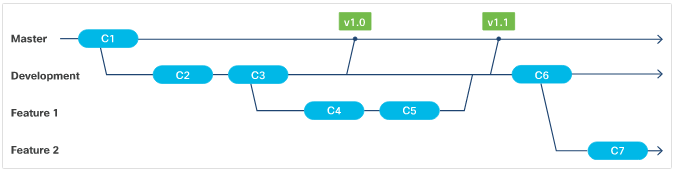 v1.0 v1.1
Master C1
Development C2 C3 C6
Feature 1 C4 C5
Feature 2 C7